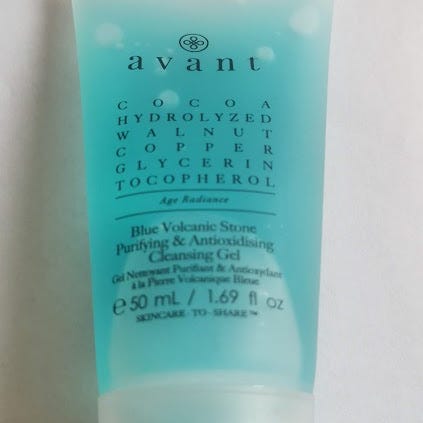 avant
COCOA
HYDROLYZED
WALNUT
COPPER
GLYCERIN
TOCOPHEROL
Age Radiance
Blue Volcanic Stone
Purifying & Antioxidising
Cleansing Gel
Gel Nettoyant Purifiant & Antioxydant
à la Pierre Volcanique Bleue
e 50 mL / 1.69 fl oz
SKINCARE - TO - SHARE™